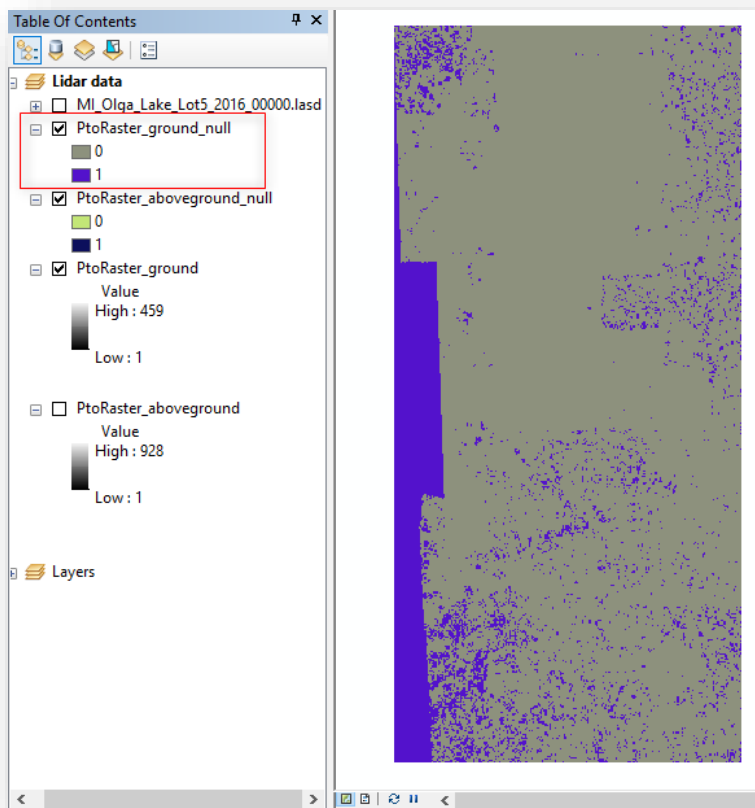 Table Of Contents
Lidar data
MI_Olga_Lake_Lot5_2016_00000.lasd
PtoRaster_ground_null
0
1
PtoRaster_aboveground_null
0
1
PtoRaster_ground
Value
High : 459
Low : 1
PtoRaster_aboveground
Value
High : 928
Low : 1
Layers